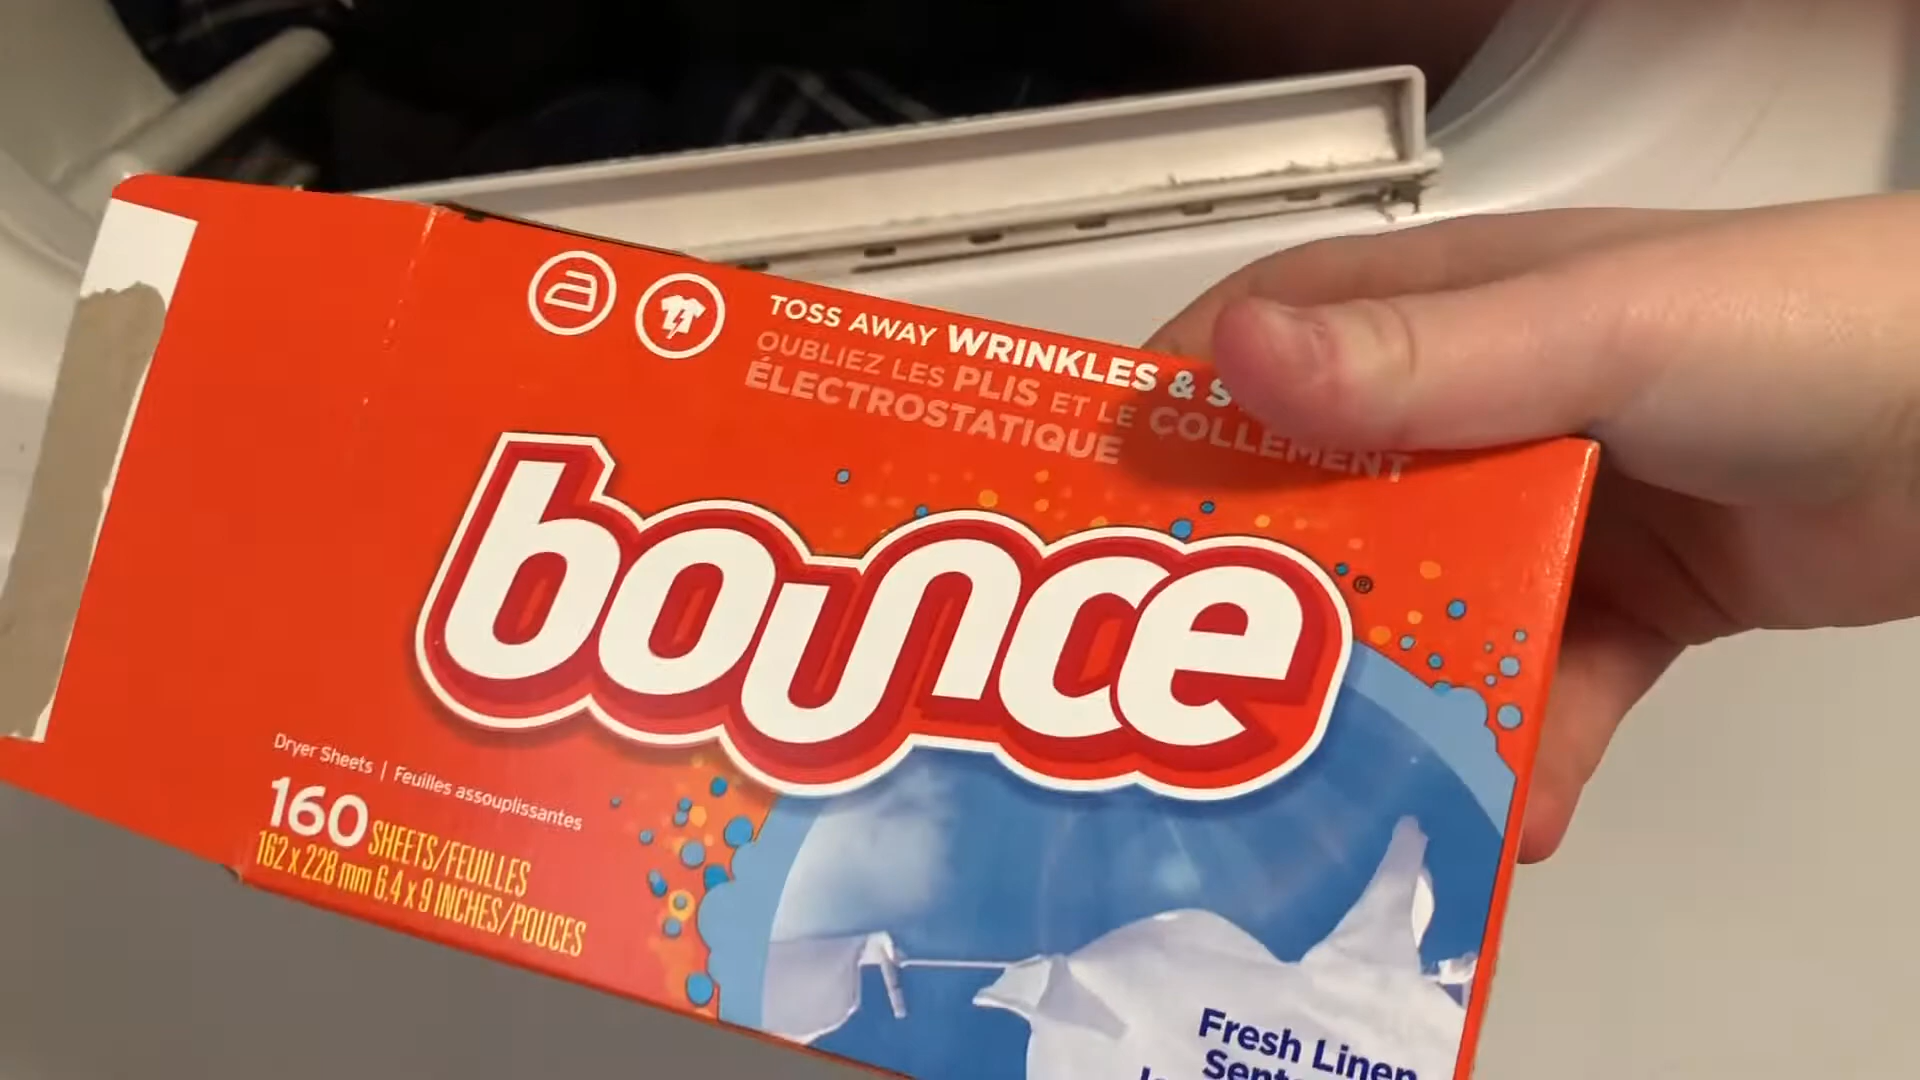 TOSS AWAY WRINKLES &
OUBLIEZ LES PLIS ET LE COLLEMENT
ÉLECTROSTATIQUE
bounce®
Dryer Sheets | Feuilles assouplissantes
160 SHEETS/FEUILLES
162 x 228 mm 6.4 x 9 INCHES/POUCES
Fresh Linen